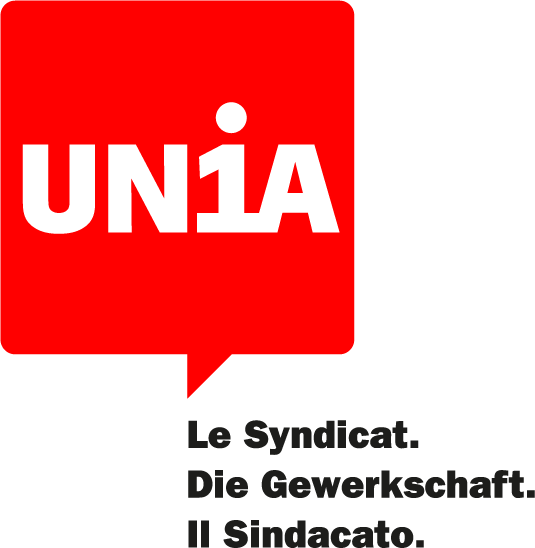 UNiA
Le Syndicat.
Die Gewerkschaft.
Il Sindacato.